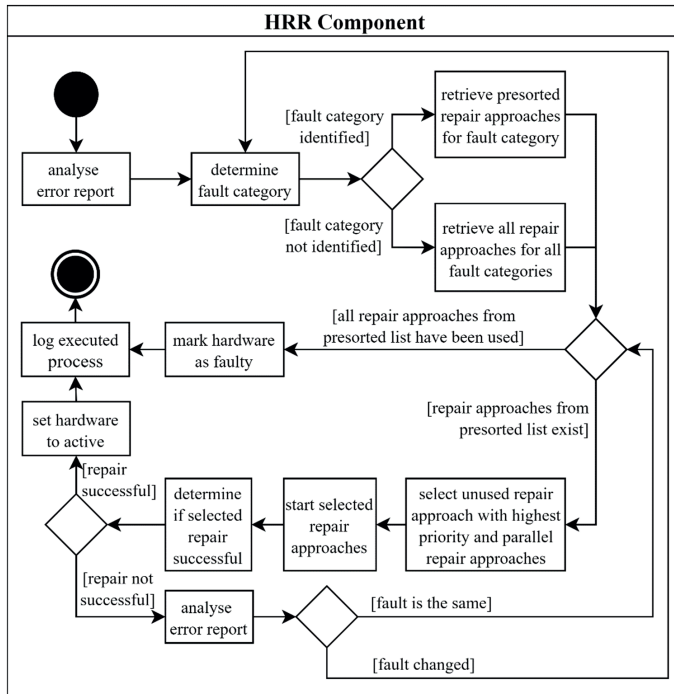 HRR Component
analyse
error report
determine
fault category
[fault category
identified]
retrieve presorted
repair approaches
for fault category
[fault category
not identified]
retrieve all repair
approaches for all
fault categories
[all repair approaches from
presorted list have been used]
mark hardware
as faulty
log executed
process
set hardware
to active
[repair approaches from
presorted list exist]
select unused repair
approach with highest
priority and parallel
repair approaches
start selected
repair
approaches
determine
if selected
repair
successful
[repair
successful]
[repair not
successful]
analyse
error report
[fault is the same]
[fault changed]